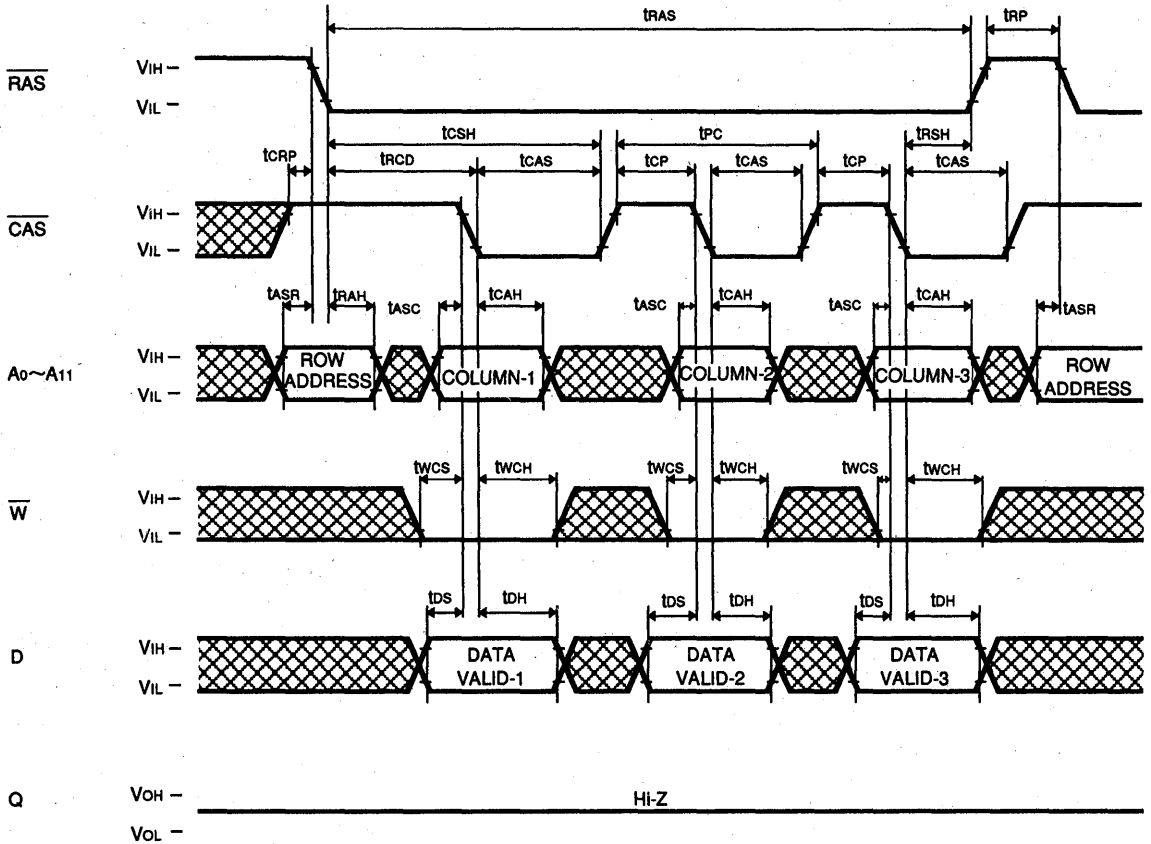 tRAS tRP
RAS VIH –
VIL –
tCSH tPC tRSH
tCRP tRCD tCAS tCP tCAS tCP tCAS
CAS VIH –
VIL –
tASR tRAH tASC tCAH tASC tCAH tASC tCAH tASR
A0~A11 VIH –
VIL –
ROW
ADDRESS
COLUMN-1
COLUMN-2
COLUMN-3
ROW
ADDRESS
tWCS tWCH tWCS tWCH tWCS tWCH
W VIH –
VIL –
tDS tDH tDS tDH tDS tDH
D VIH –
VIL –
DATA
VALID-1
DATA
VALID-2
DATA
VALID-3
Q VOH –
Hi-Z
VOL –